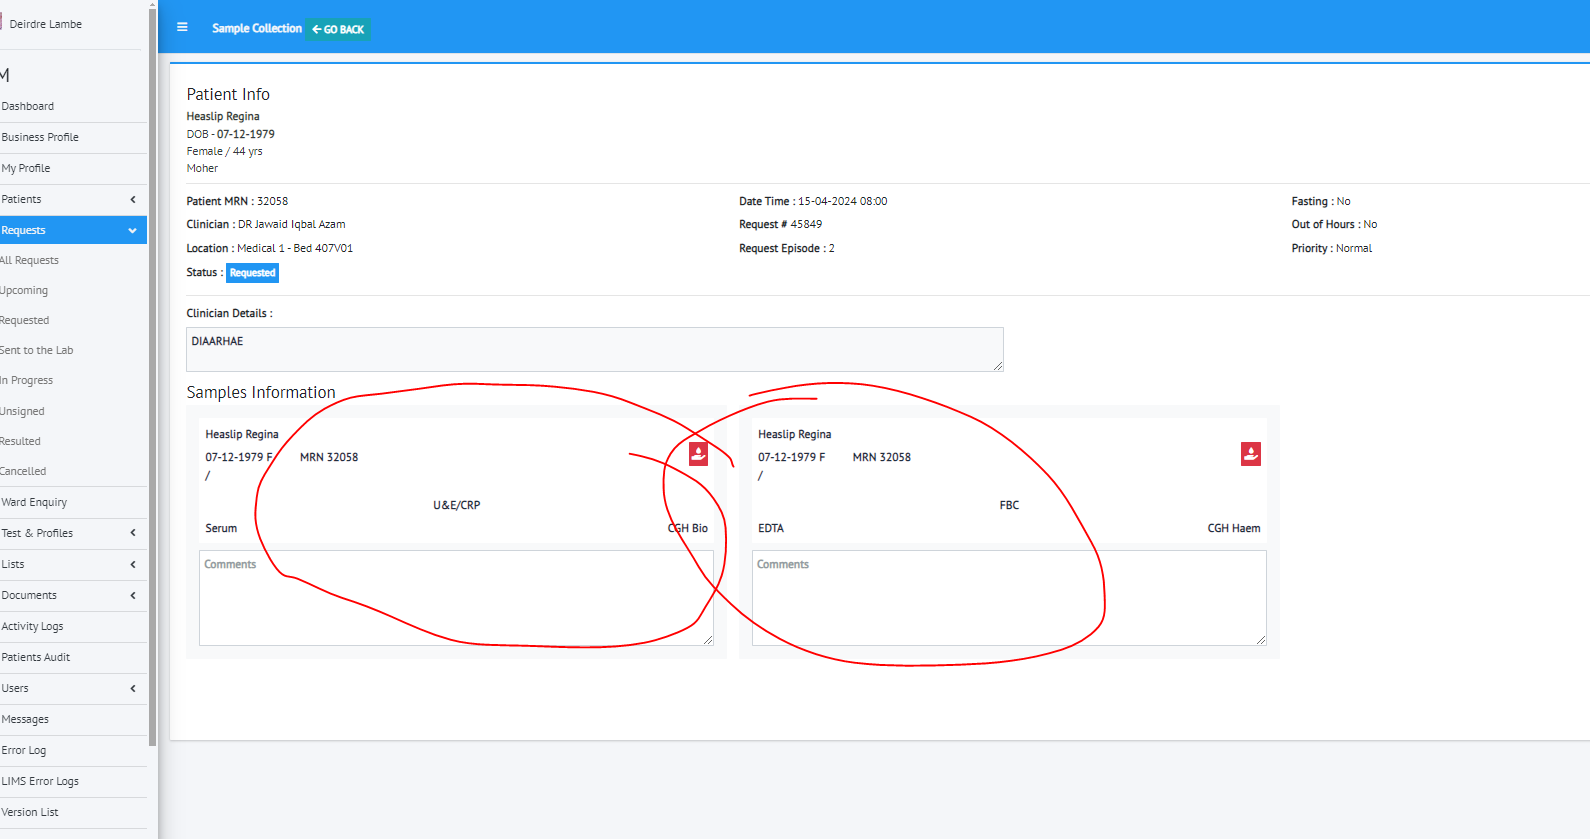 Deirdre Lambe
M
Dashboard
Business Profile
My Profile
Patients
Requests
All Requests
Upcoming
Requested
Sent to the Lab
In Progress
Unsigned
Resulted
Cancelled
Ward Enquiry
Test & Profiles
Lists
Documents
Activity Logs
Patients Audit
Users
Messages
Error Log
LIMS Error Logs
Version List
Sample Collection GO BACK
Patient Info
Heaslip Regina
DOB - 07-12-1979
Female / 44 yrs
Moher
Patient MRN : 32058
Date Time : 15-04-2024 08:00
Fasting : No
Clinician : DR Jawaid Iqbal Azam
Request # 45849
Out of Hours : No
Location : Medical 1 - Bed 407V01
Request Episode : 2
Priority : Normal
Status : Requested
Clinician Details :
DIAARHAE
Samples Information
Heaslip Regina
07-12-1979 F MRN 32058
/
U&E/CRP
Serum CGH Bio
Comments
Heaslip Regina
07-12-1979 F MRN 32058
/
FBC
EDTA CGH Haem
Comments